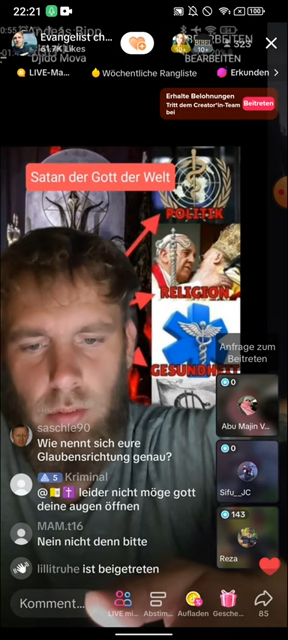 22:21
100
Evangelist ch...
61.7K Likes
Djibo Mova
BEARBEITEN
523
LIVE-Ma...
Wöchentliche Rangliste
Erkunden >
Erhalte Belohnungen
Tritt dem Creator*in-Team
bei
Beitreten
Satan der Gott der Welt
POLITIK
RELIGION
GESUNDHEIT
Anfrage zum
Beitreten
0
Abu Majin V...
0
Sifu_JC
143
Reza
saschle90
Wie nennt sich eure
Glaubensrichtung genau?
5 Kriminal
@ leider nicht möge gott
deine augen öffnen
MAM.t16
Nein nicht denn bitte
lillitruhe ist beigetreten
Komment...
LIVE mi...
Abstim...
Aufladen
Gesche...
85